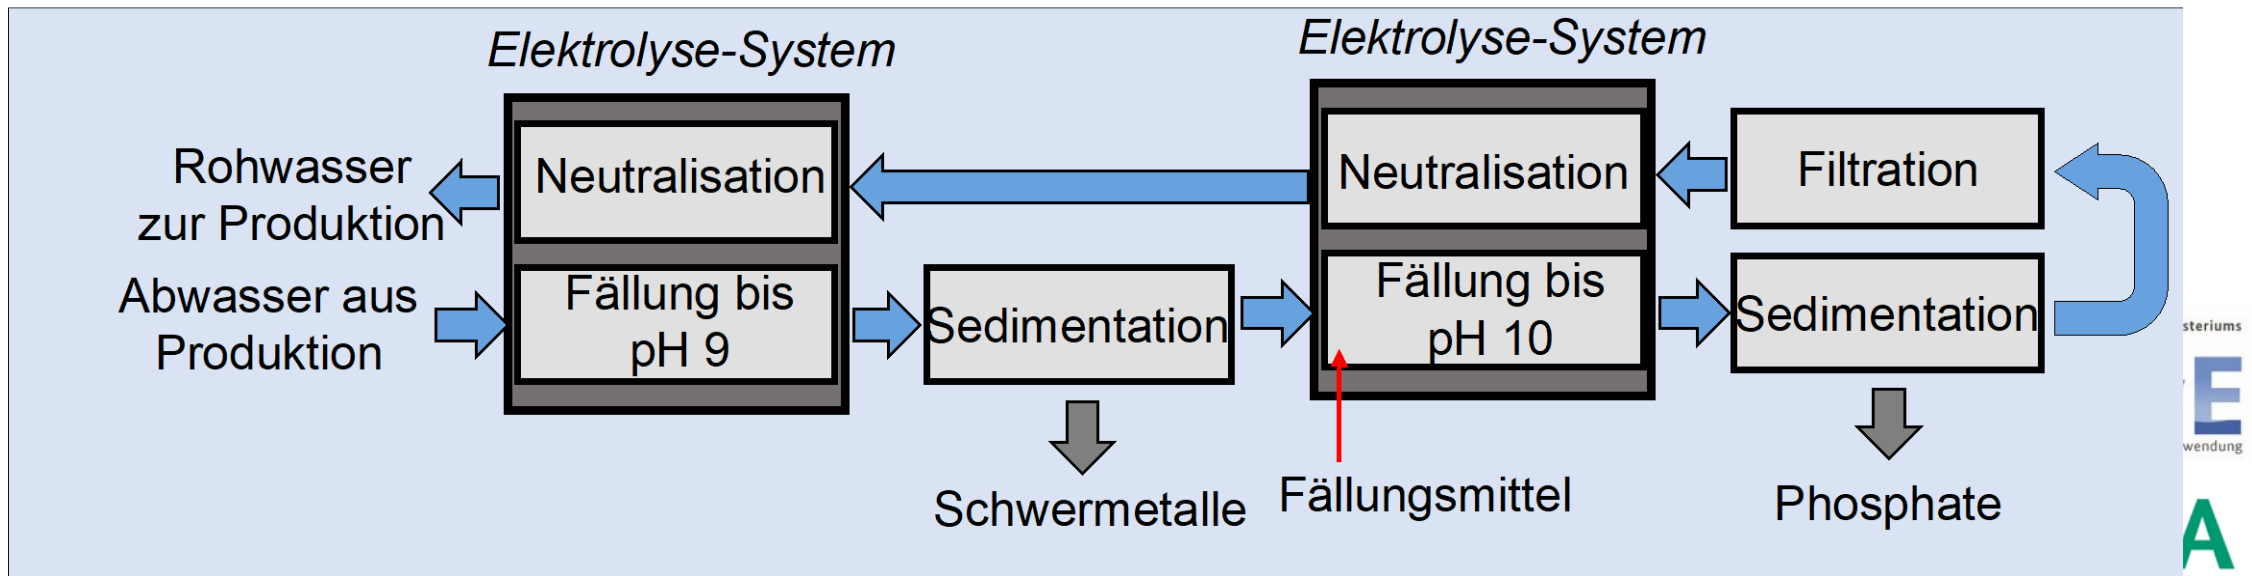 Elektrolyse-System
Elektrolyse-System
Rohwasser
zur Produktion
Neutralisation
Neutralisation
Filtration
Abwasser aus
Produktion
Fällung bis
pH 9
Sedimentation
Fällung bis
pH 10
Sedimentation
steriums
E
wendung
Schwermetalle
Fällungsmittel
Phosphate
A